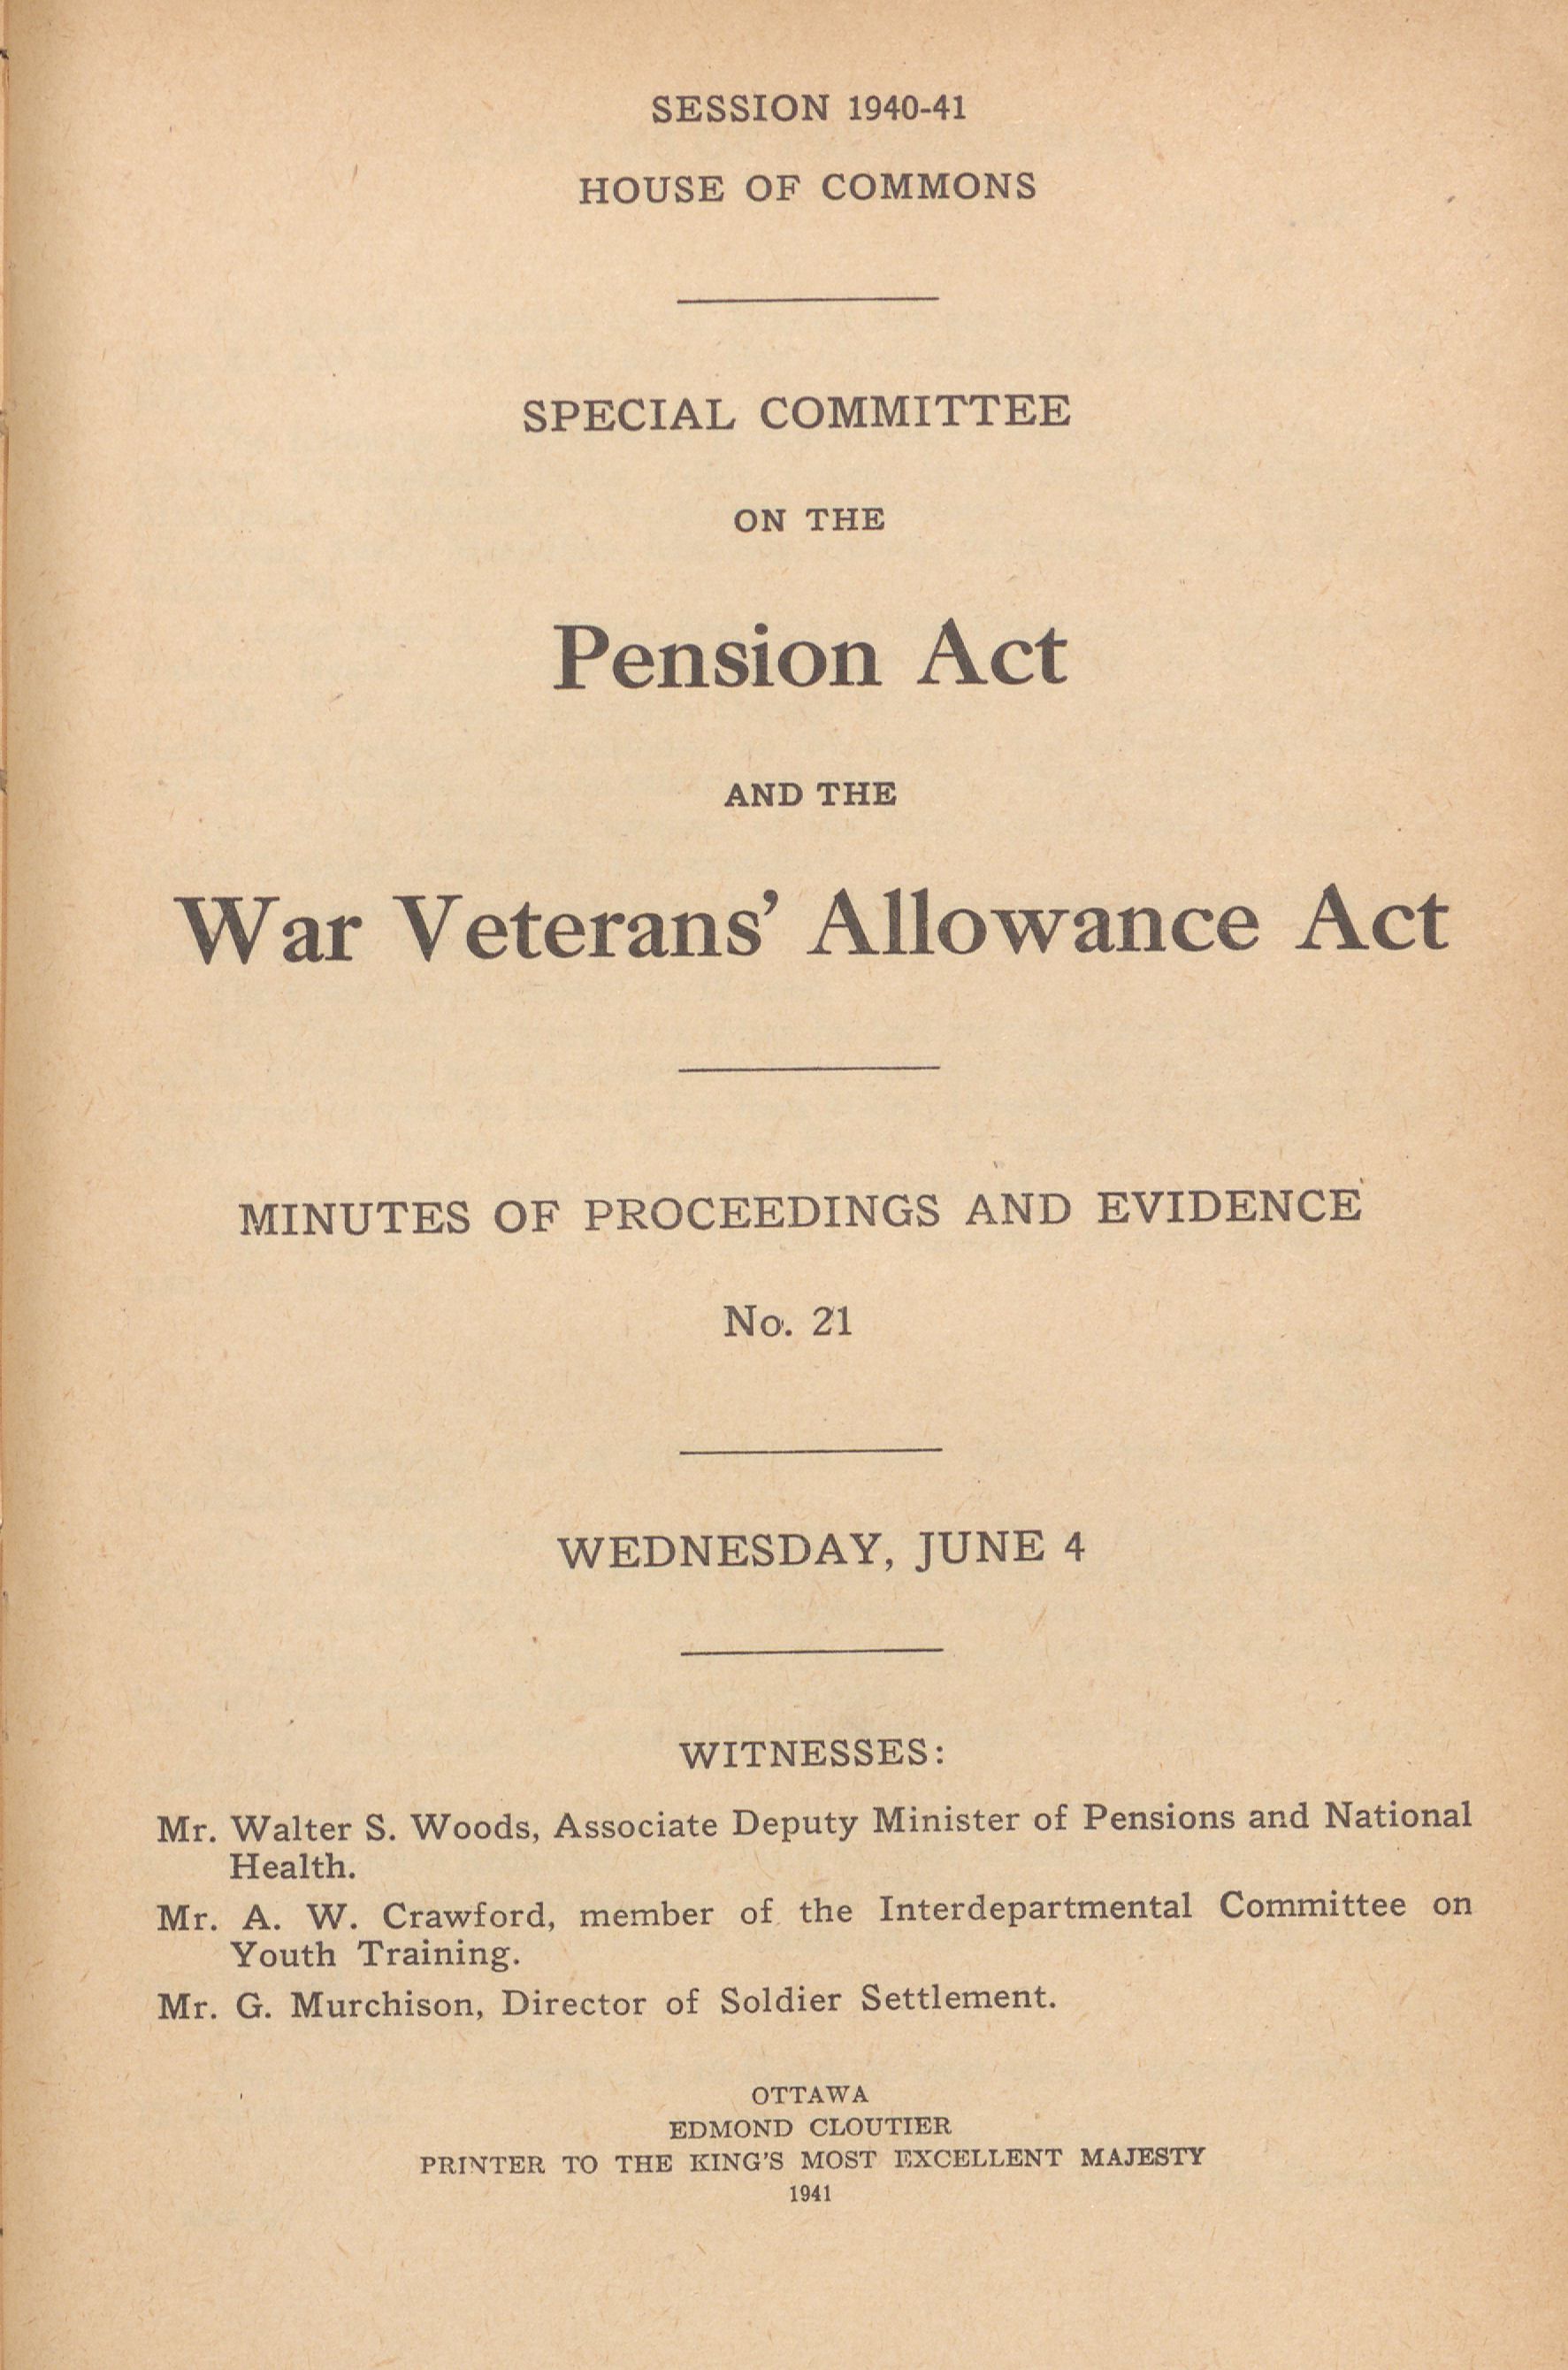 SESSION 1940-41
HOUSE OF COMMONS
SPECIAL COMMITTEE
ON THE
Pension Act
AND THE
War Veterans' Allowance Act
MINUTES OF PROCEEDINGS AND EVIDENCE
No. 21
WEDNESDAY, JUNE 4
WITNESSES:
Mr. Walter S. Woods, Associate Deputy Minister of Pensions and National
Health.
Mr. A. W. Crawford, member of the Interdepartmental Committee on
Youth Training.
Mr. G. Murchison, Director of Soldier Settlement.
OTTAWA
EDMOND CLOUTIER
PRINTER TO THE KING'S MOST EXCELLENT MAJESTY
1941